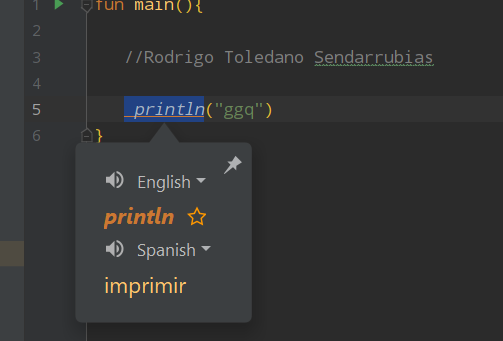 1 fun main(){
2
3 //Rodrigo Toledano Sendarrubias
4
5 println("ggq")
6 }
English
println
Spanish
imprimir